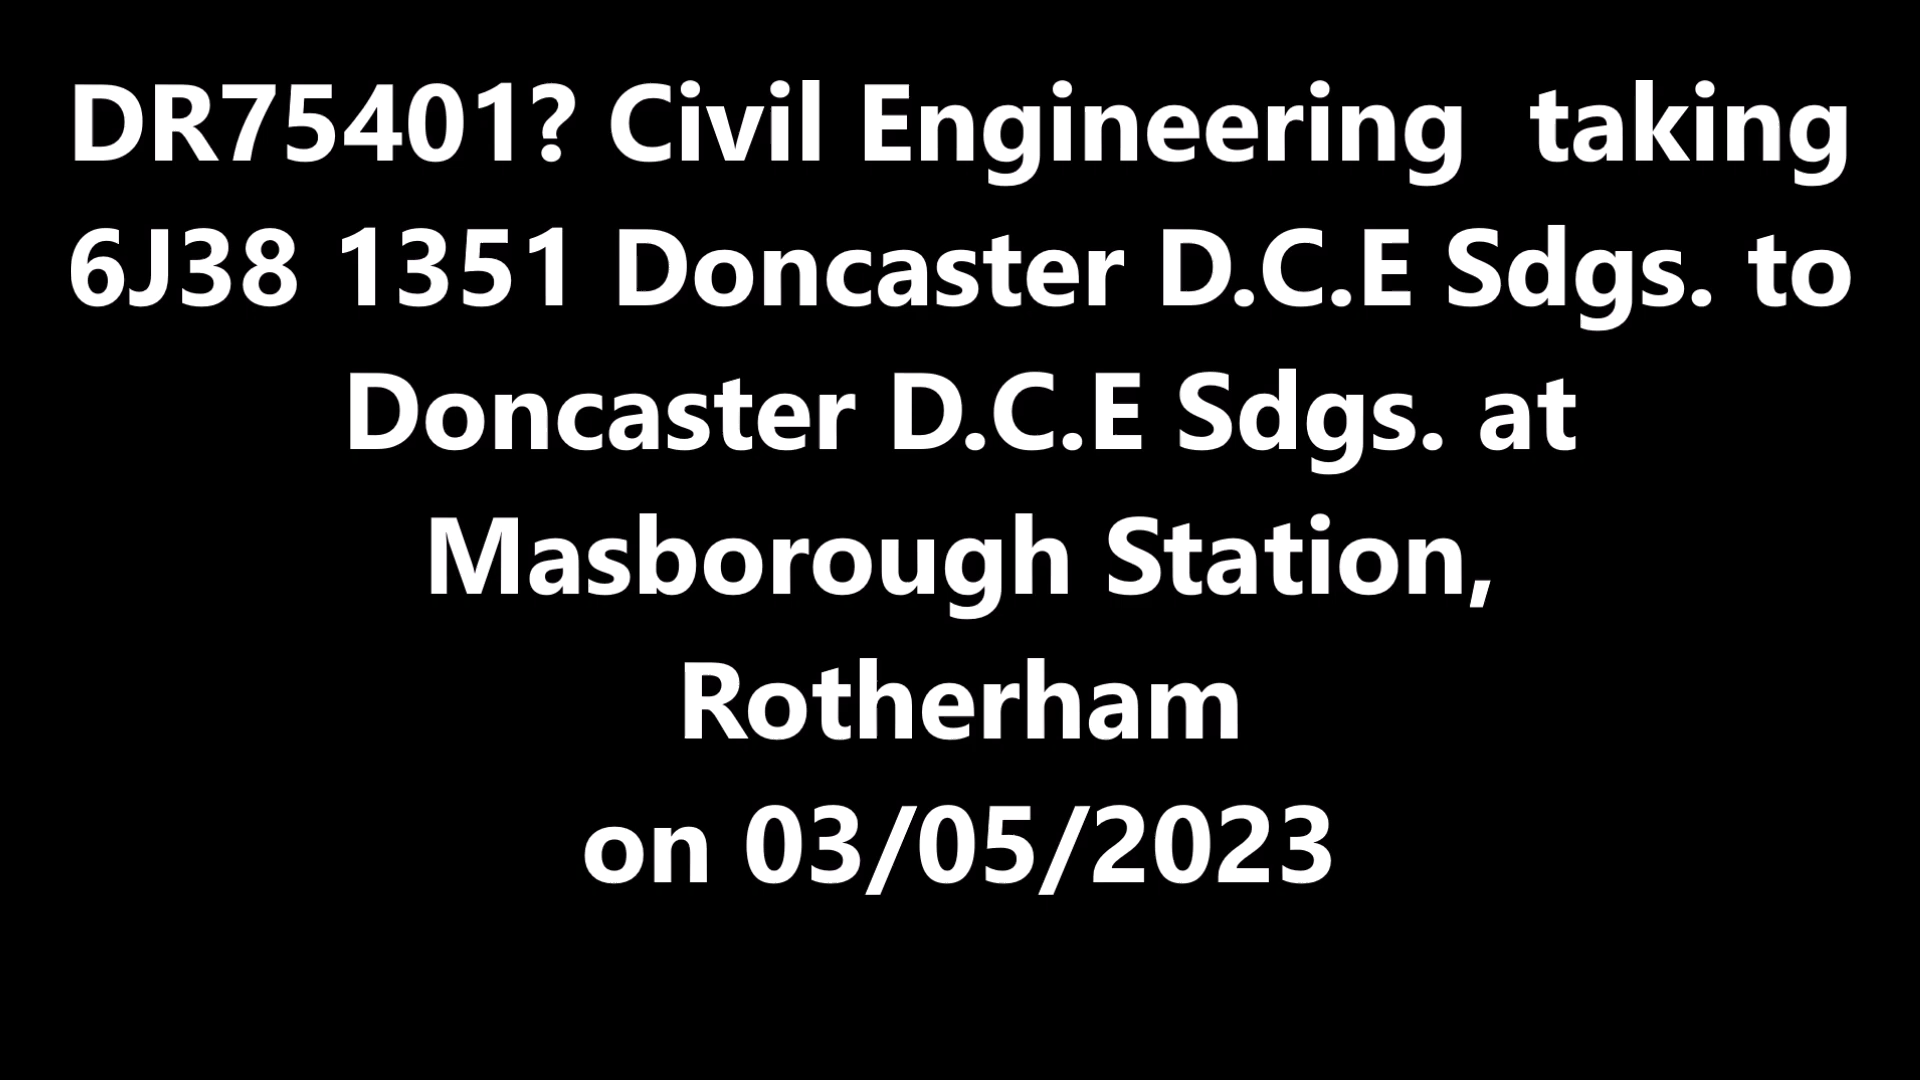 DR75401? Civil Engineering  taking
6J38 1351 Doncaster D.C.E Sdgs. to
Doncaster D.C.E Sdgs. at
Masborough Station,
Rotherham
on 03/05/2023